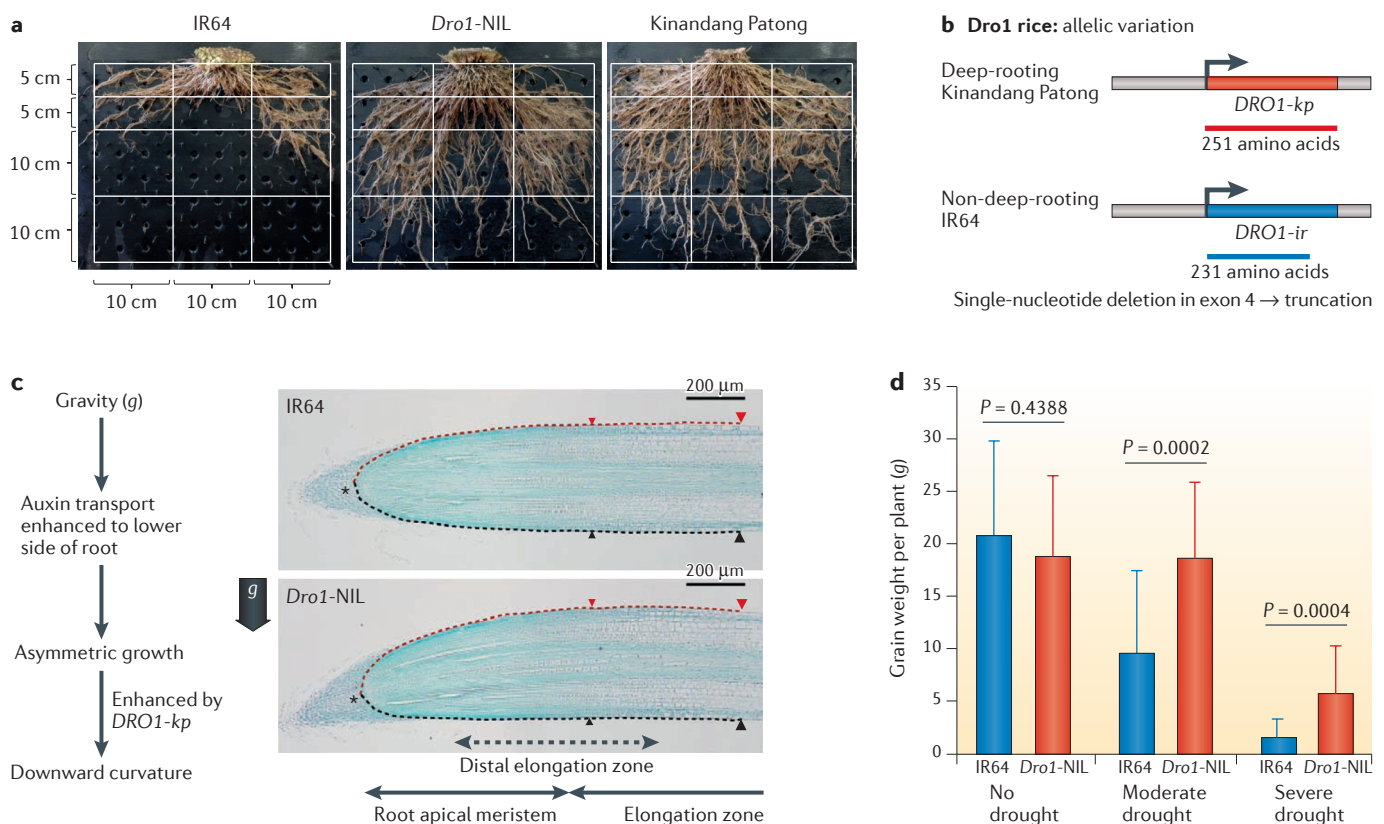 a
IR64
Dro1-NIL
Kinandang Patong
5 cm
5 cm
10 cm
10 cm
10 cm 10 cm 10 cm
b Dro1 rice: allelic variation
Deep-rooting
Kinandang Patong
DRO1-kp
251 amino acids
Non-deep-rooting
IR64
DRO1-ir
231 amino acids
Single-nucleotide deletion in exon 4 → truncation
c
Gravity (g)
Auxin transport
enhanced to lower
side of root
Asymmetric growth
Enhanced by
DRO1-kp
Downward curvature
g
IR64
200 µm
*
Dro1-NIL
200 µm
*
Distal elongation zone
Root apical meristem
Elongation zone
d
Grain weight per plant (g)
35
30
25
20
15
10
5
0
P = 0.4388
P = 0.0002
P = 0.0004
IR64 Dro1-NIL IR64 Dro1-NIL IR64 Dro1-NIL
No
drought
Moderate
drought
Severe
drought